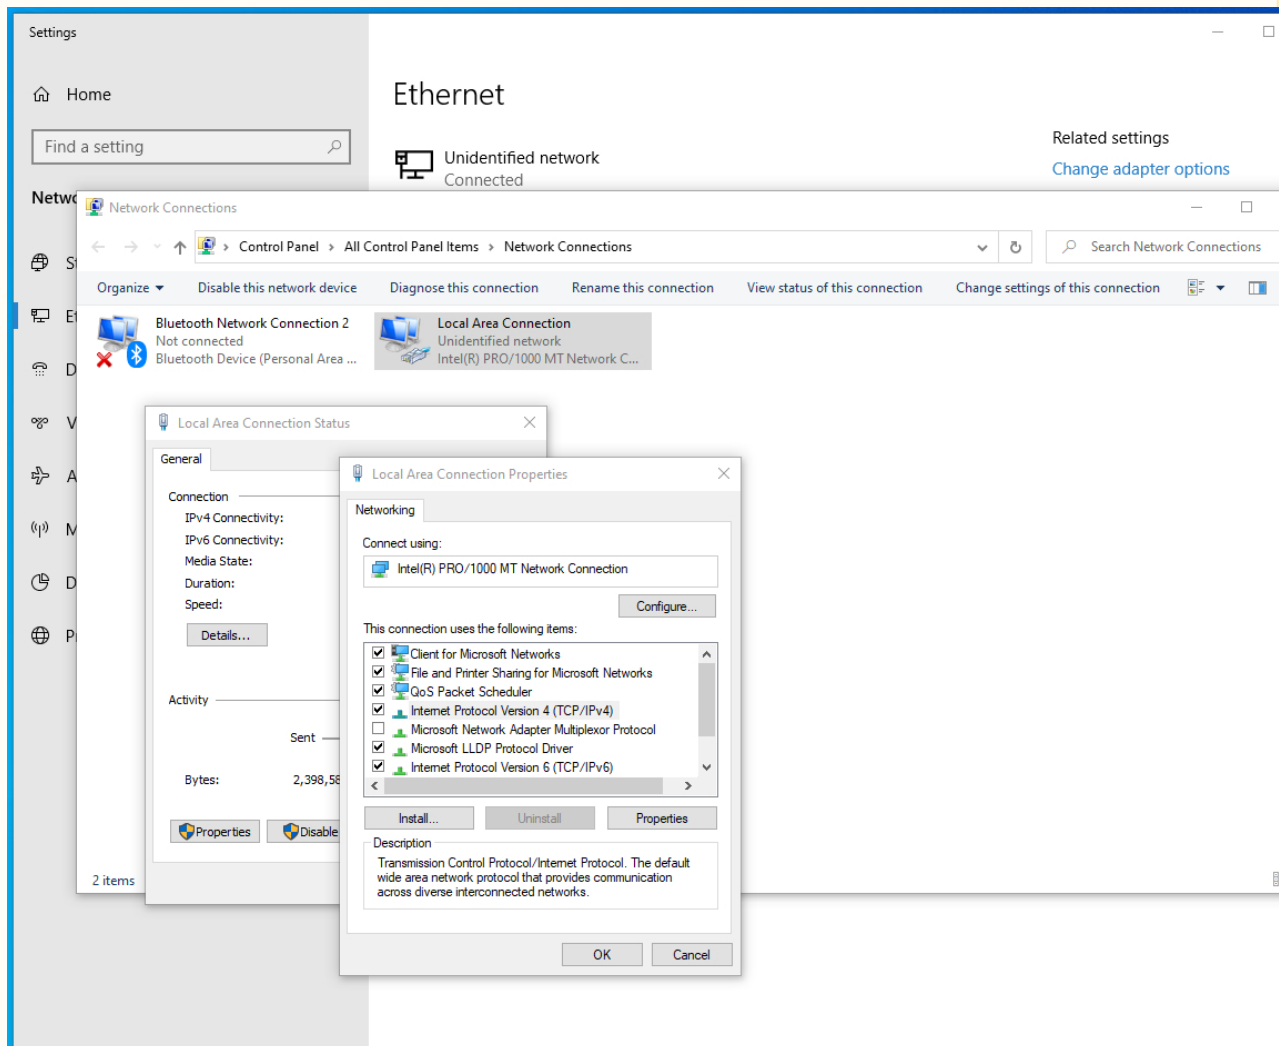 Settings
Home
Find a setting
Ethernet
Unidentified network
Connected
Related settings
Change adapter options
Network Connections
Control Panel > All Control Panel Items > Network Connections
Search Network Connections
Organize
Disable this network device
Diagnose this connection
Rename this connection
View status of this connection
Change settings of this connection
Bluetooth Network Connection 2
Not connected
Bluetooth Device (Personal Area ...
Local Area Connection
Unidentified network
Intel(R) PRO/1000 MT Network C...
2 items
Local Area Connection Status
General
Connection
IPv4 Connectivity:
IPv6 Connectivity:
Media State:
Duration:
Speed:
Details...
Activity
Sent
Bytes: 2,398,58
Properties
Disable
Local Area Connection Properties
Networking
Connect using:
Intel(R) PRO/1000 MT Network Connection
Configure...
This connection uses the following items:
Client for Microsoft Networks
File and Printer Sharing for Microsoft Networks
QoS Packet Scheduler
Internet Protocol Version 4 (TCP/IPv4)
Microsoft Network Adapter Multiplexor Protocol
Microsoft LLDP Protocol Driver
Internet Protocol Version 6 (TCP/IPv6)
Install...
Uninstall
Properties
Description
Transmission Control Protocol/Internet Protocol. The default
wide area network protocol that provides communication
across diverse interconnected networks.
OK
Cancel